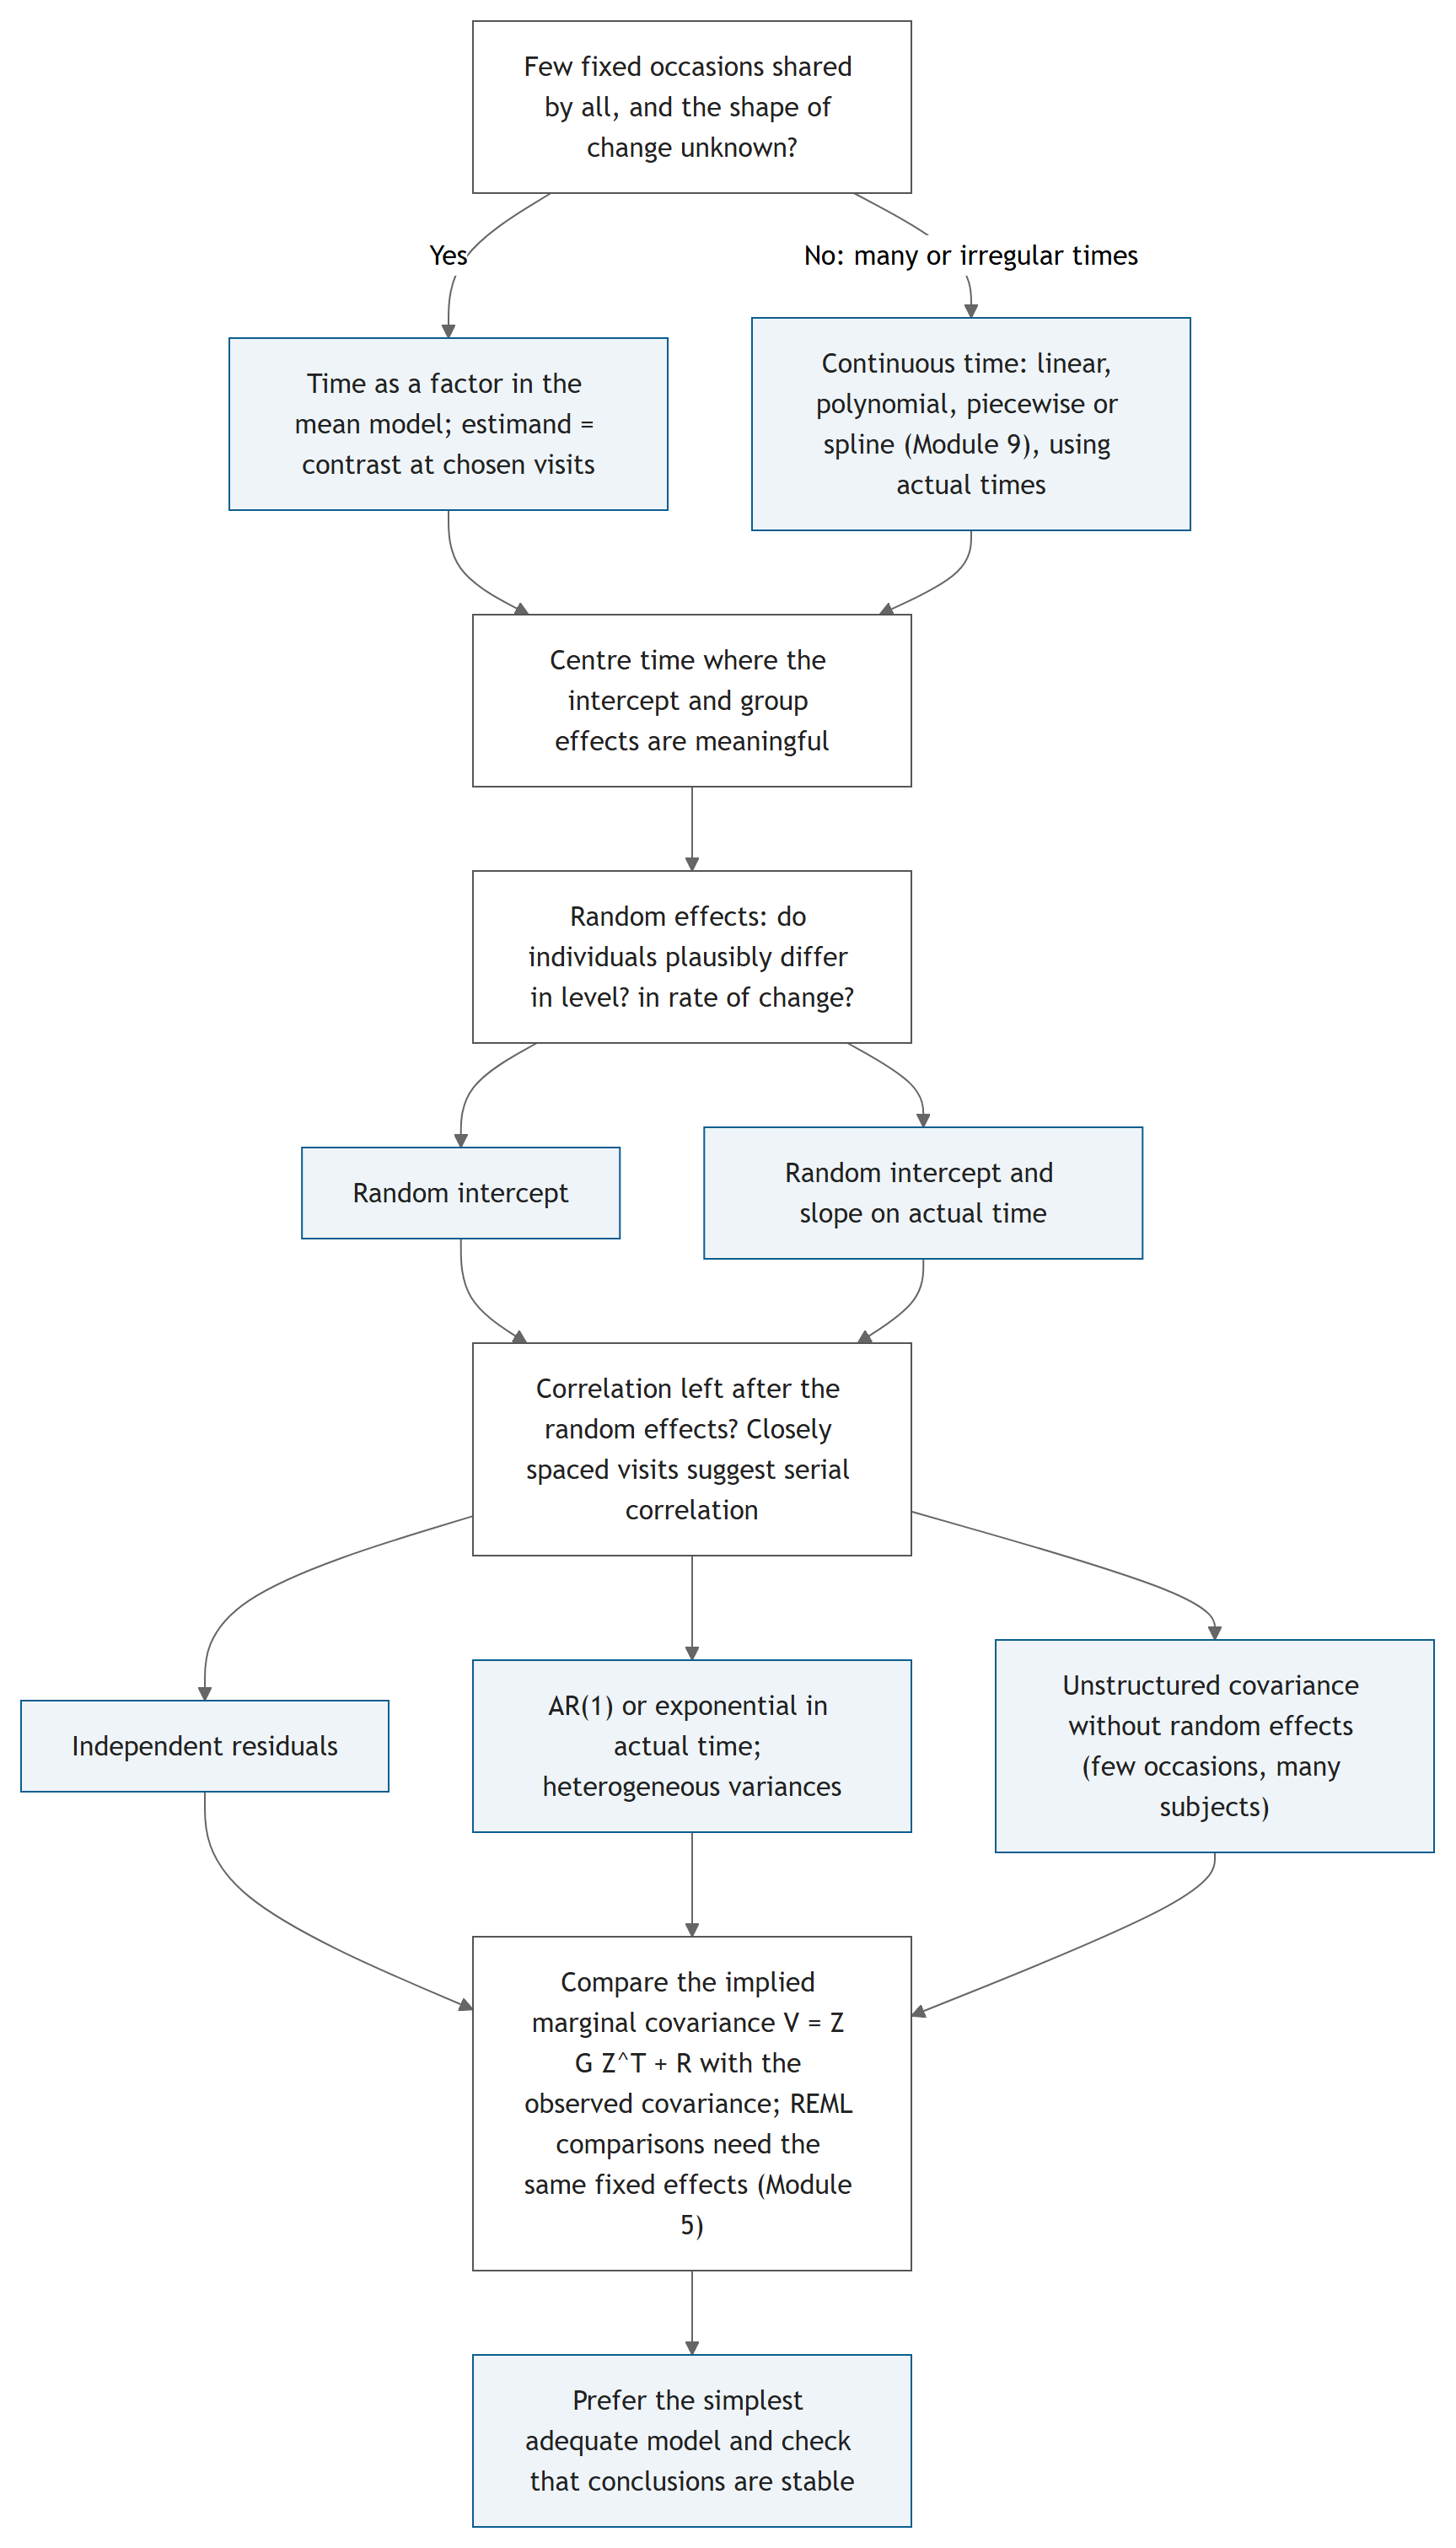 Few fixed occasions shared
by all, and the shape of
change unknown?
Yes
No: many or irregular times
Time as a factor in the
mean model; estimand =
contrast at chosen visits
Continuous time: linear,
polynomial, piecewise or
spline (Module 9), using
actual times
Centre time where the
intercept and group
effects are meaningful
Random effects: do
individuals plausibly differ
in level? in rate of change?
Random intercept
Random intercept and
slope on actual time
Correlation left after the
random effects? Closely
spaced visits suggest serial
correlation
Independent residuals
AR(1) or exponential in
actual time;
heterogeneous variances
Unstructured covariance
without random effects
(few occasions, many
subjects)
Compare the implied
marginal covariance V = Z
G Z^T + R with the
observed covariance; REML
comparisons need the
same fixed effects (Module
5)
Prefer the simplest
adequate model and check
that conclusions are stable